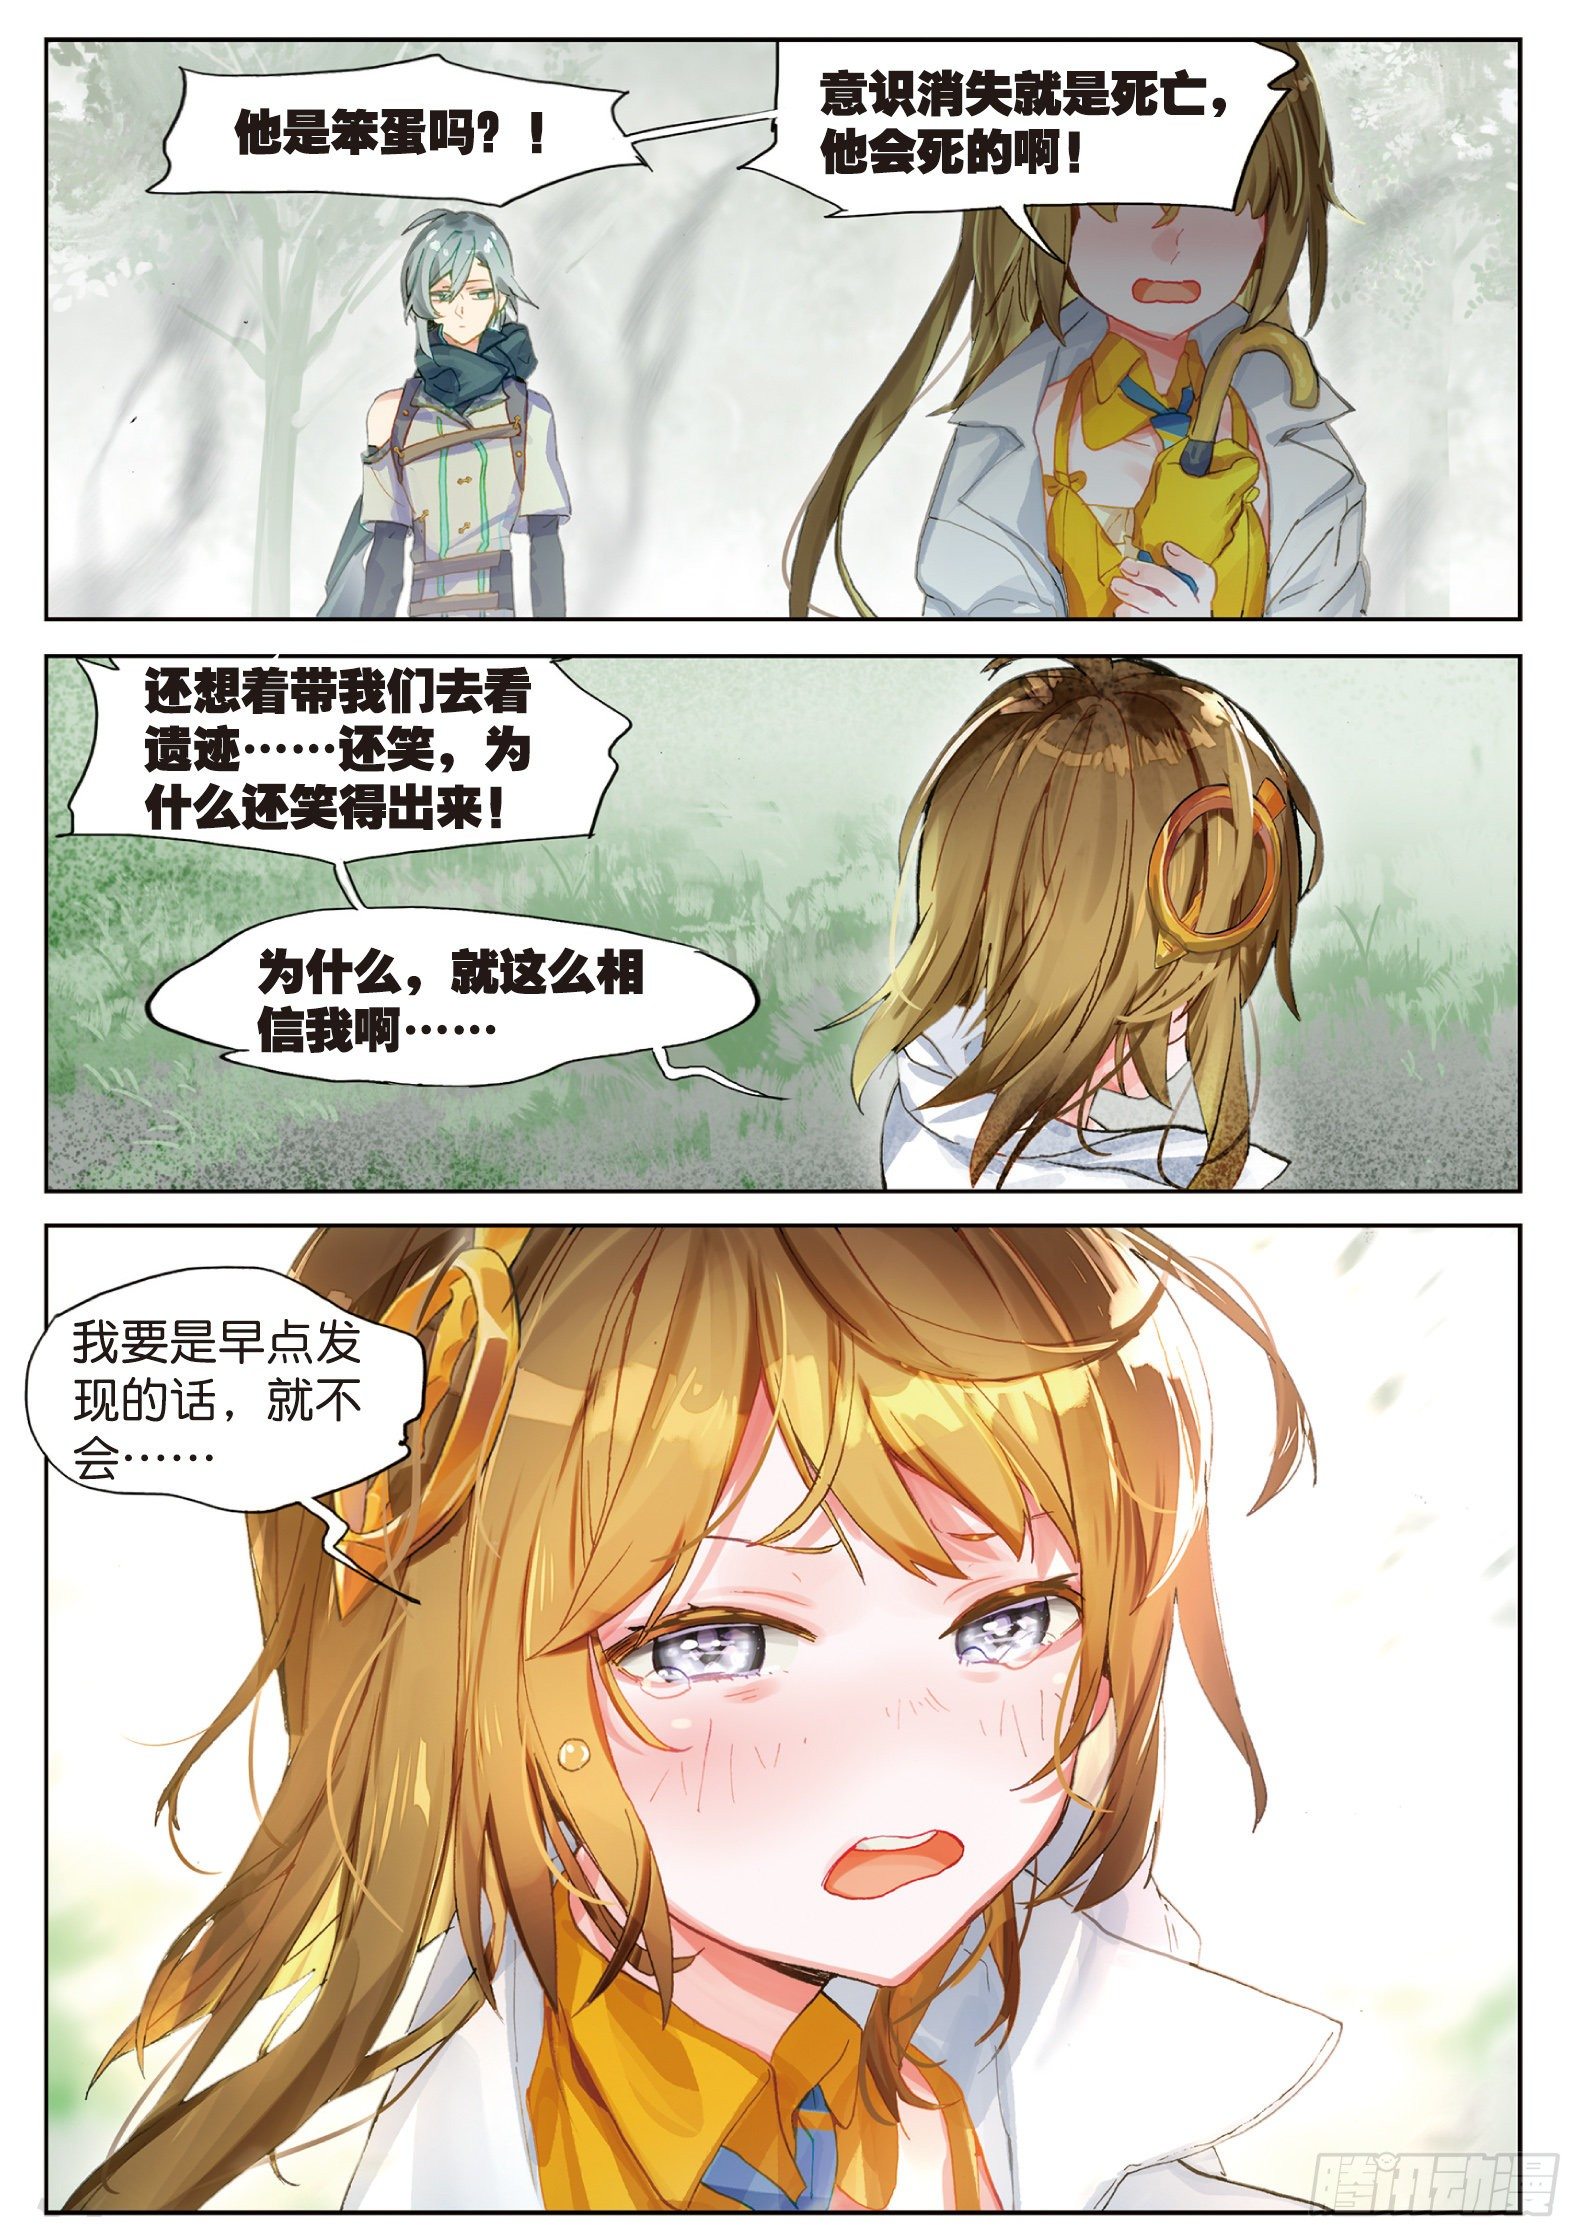 他是笨蛋吗？！
意识消失就是死亡，
他会死的啊！
还想着带我们去看
遗迹……还笑，为
什么还笑得出来！
为什么，就这么相
信我啊……
我要是早点发
现的话，就不
会……
腾讯动漫